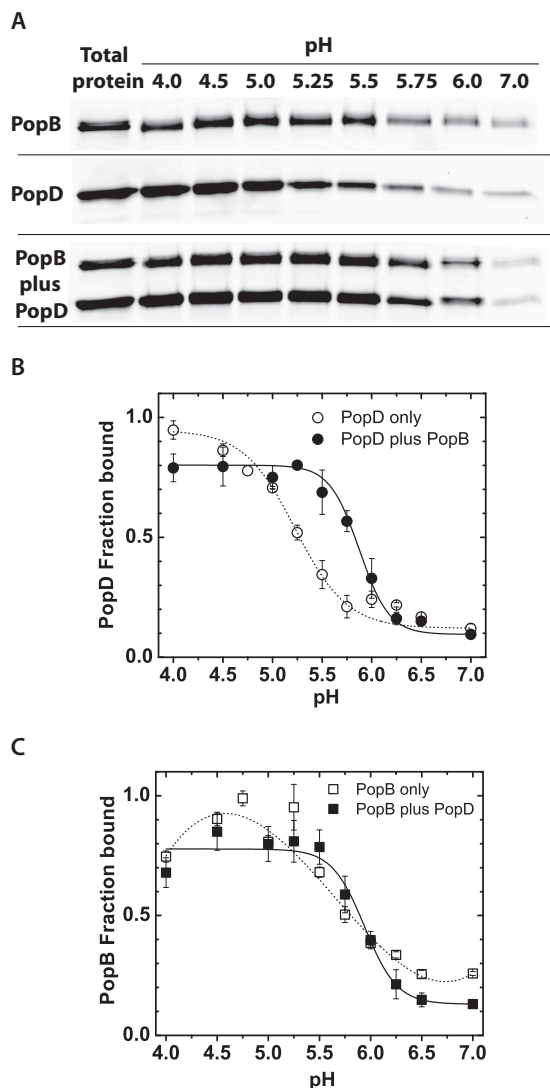 A
pH
Total protein 4.0 4.5 5.0 5.25 5.5 5.75 6.0 7.0
PopB
PopD
PopB
plus
PopD
B
PopD only
PopD plus PopB
1.0
0.5
0.0
PopD Fraction bound
4.0 4.5 5.0 5.5 6.0 6.5 7.0
pH
C
PopB only
PopB plus PopD
1.0
0.5
0.0
PopB Fraction bound
4.0 4.5 5.0 5.5 6.0 6.5 7.0
pH